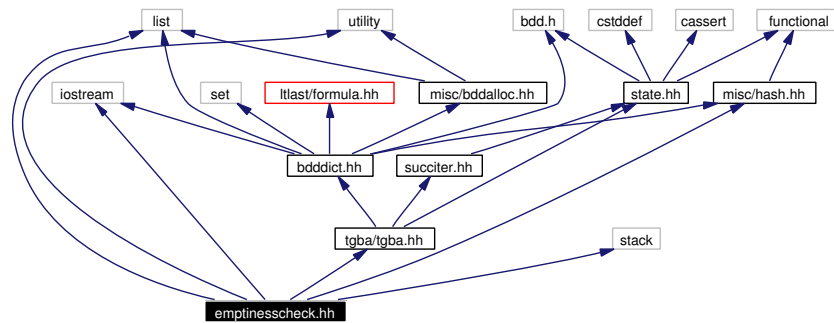 list
utility
bdd.h
cstddef
cassert
functional
iostream
set
ltlast/formula.hh
misc/bddalloc.hh
state.hh
misc/hash.hh
bdddict.hh
succiter.hh
tgba/tgba.hh
stack
emptinesscheck.hh